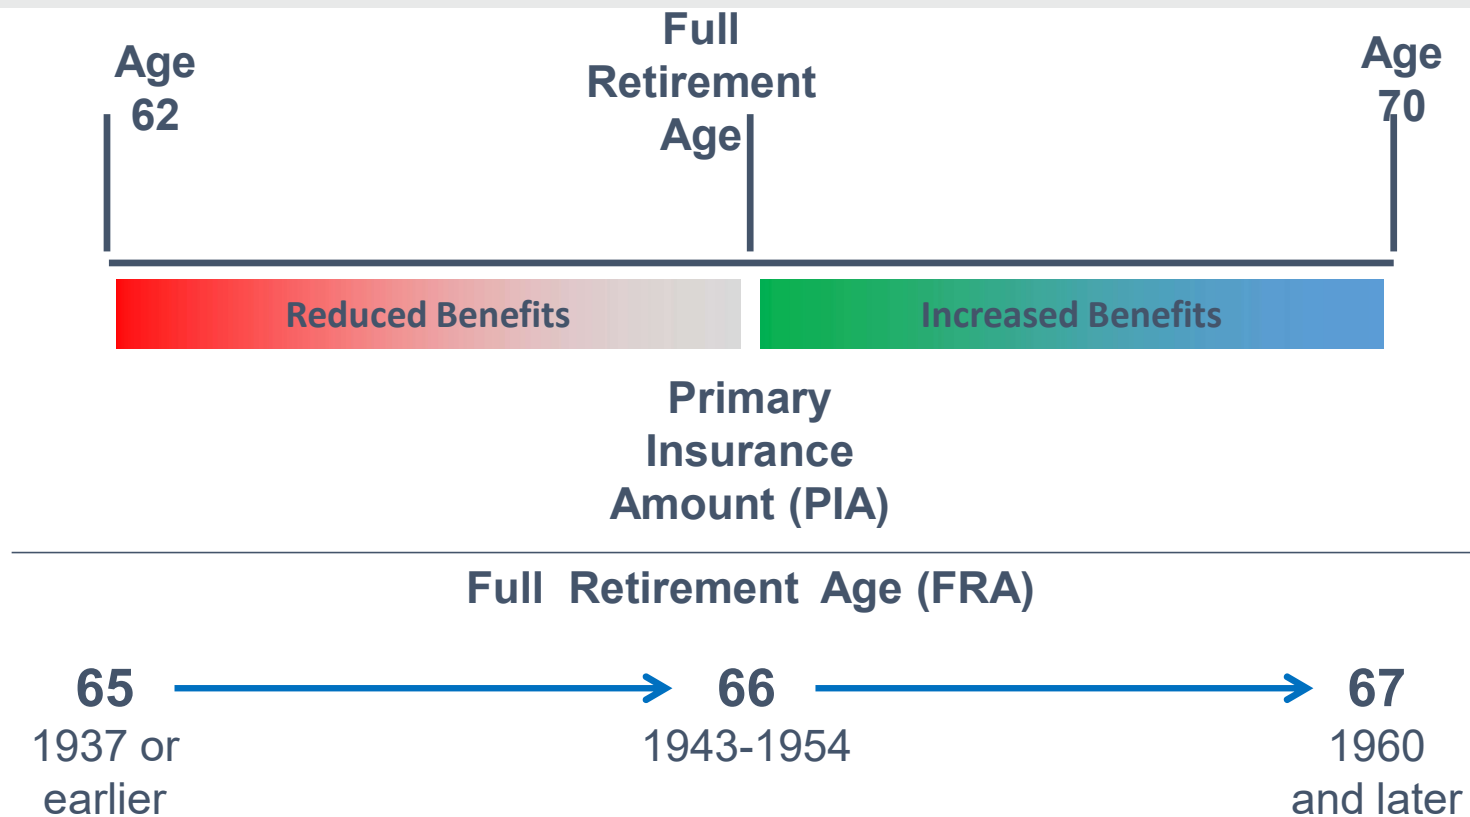 Age
62
Full
Retirement
Age
Age
70
Reduced Benefits
Increased Benefits
Primary
Insurance
Amount (PIA)
Full Retirement Age (FRA)
65
1937 or
earlier
66
1943-1954
67
1960
and later